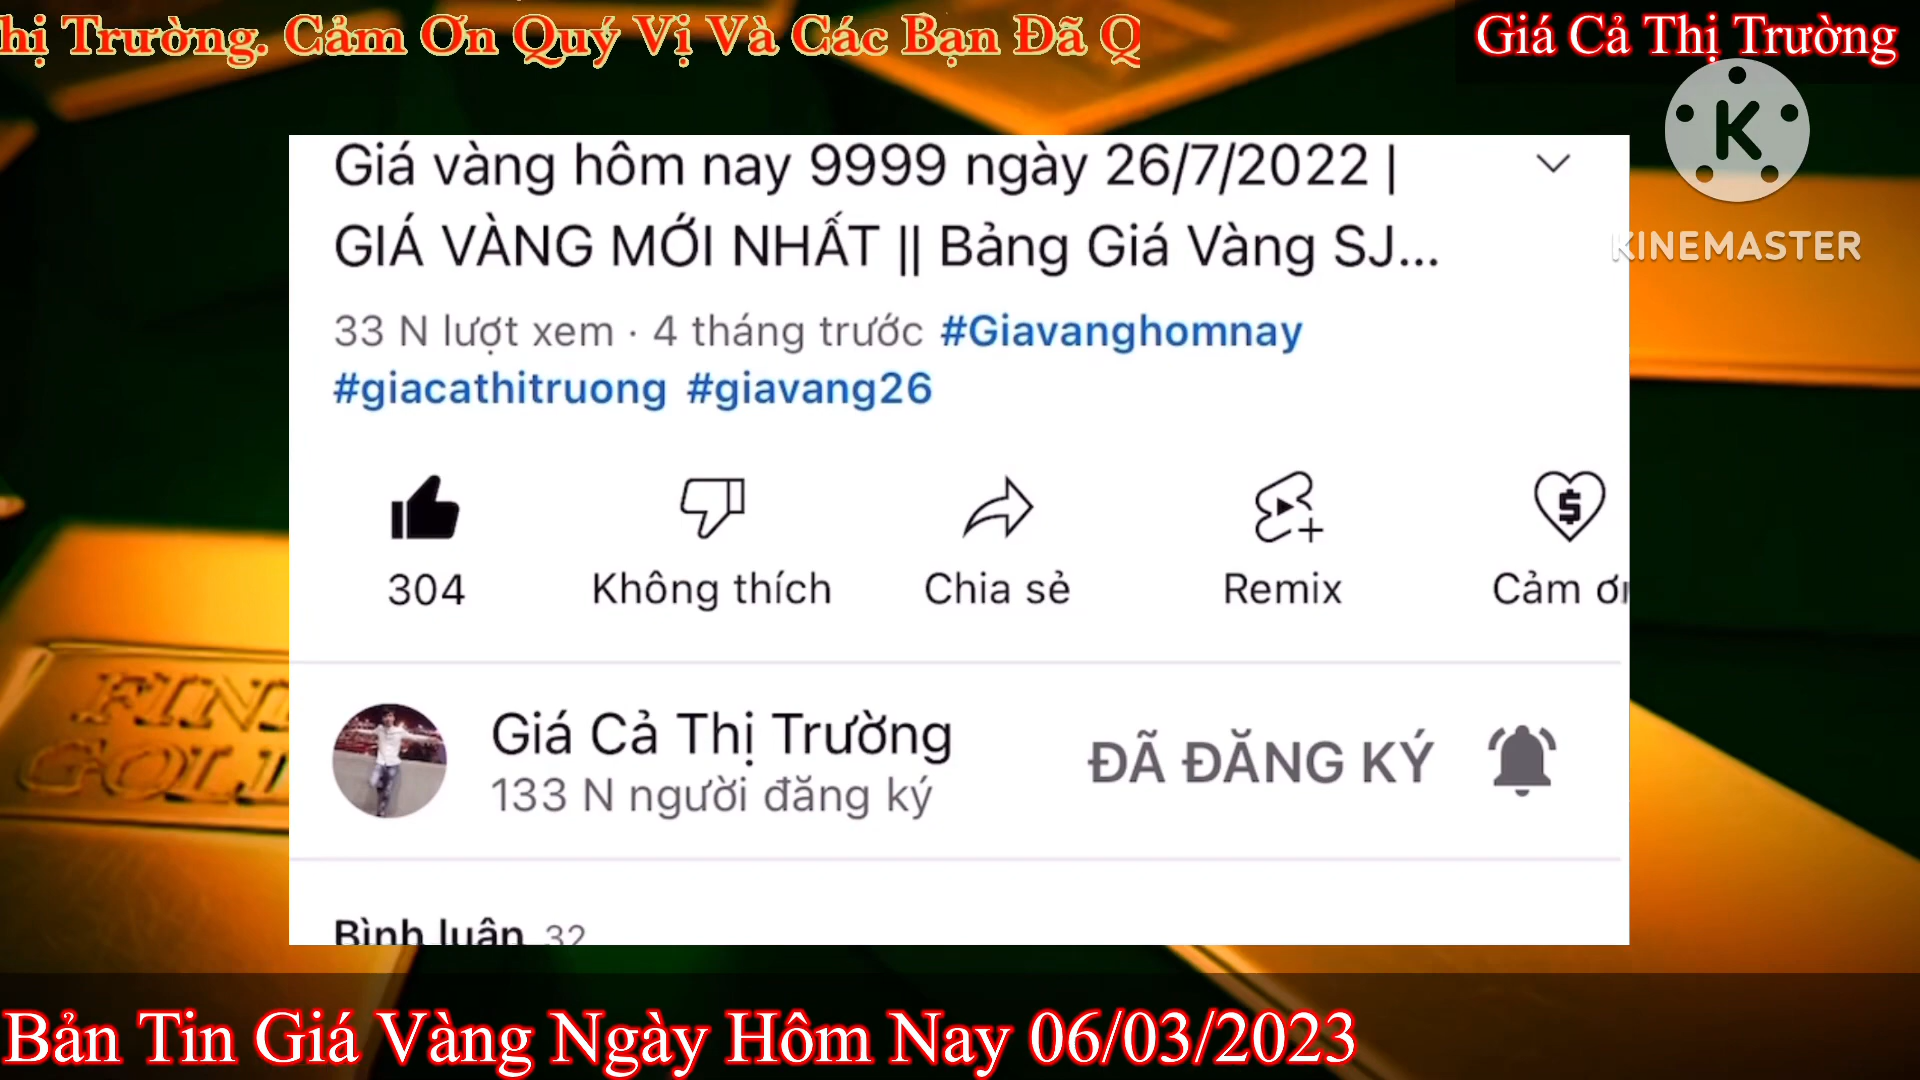 hị Trường. Cảm Ơn Quý Vị Và Các Bạn Đã Q
Giá Cả Thị Trường
K
KINEMASTER
Giá vàng hôm nay 9999 ngày 26/7/2022 |
GIÁ VÀNG MỚI NHẤT || Bảng Giá Vàng SJ...
33 N lượt xem · 4 tháng trước #Giavanghomnay
#giacathitruong #giavang26
304
Không thích
Chia sẻ
Remix
Cảm ơn
FINE
GOLD
Giá Cả Thị Trường
133 N người đăng ký
ĐÃ ĐĂNG KÝ
Bình luận 32
Bản Tin Giá Vàng Ngày Hôm Nay 06/03/2023